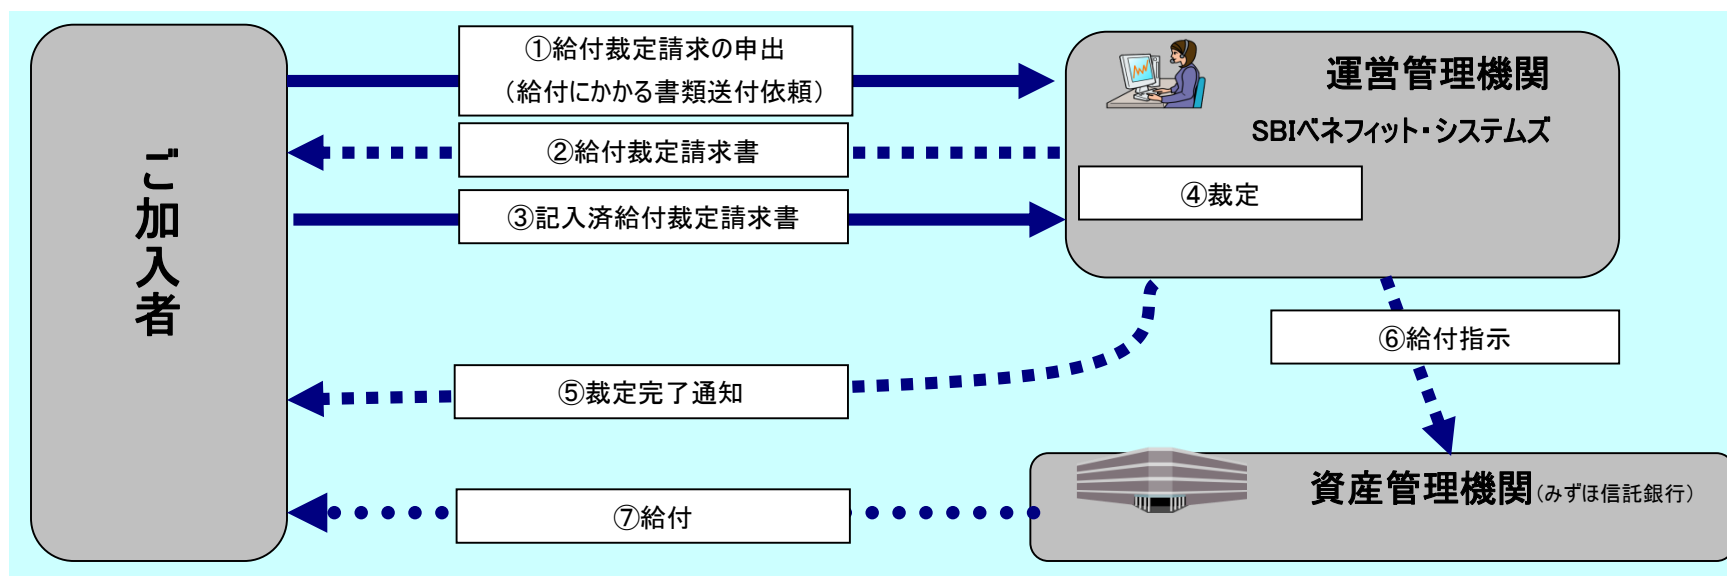 ご加入者
①給付裁定請求の申出
（給付にかかる書類送付依頼）
②給付裁定請求書
③記入済給付裁定請求書
運営管理機関
SBIベネフィット・システムズ
④裁定
⑤裁定完了通知
⑥給付指示
⑦給付
資産管理機関（みずほ信託銀行）